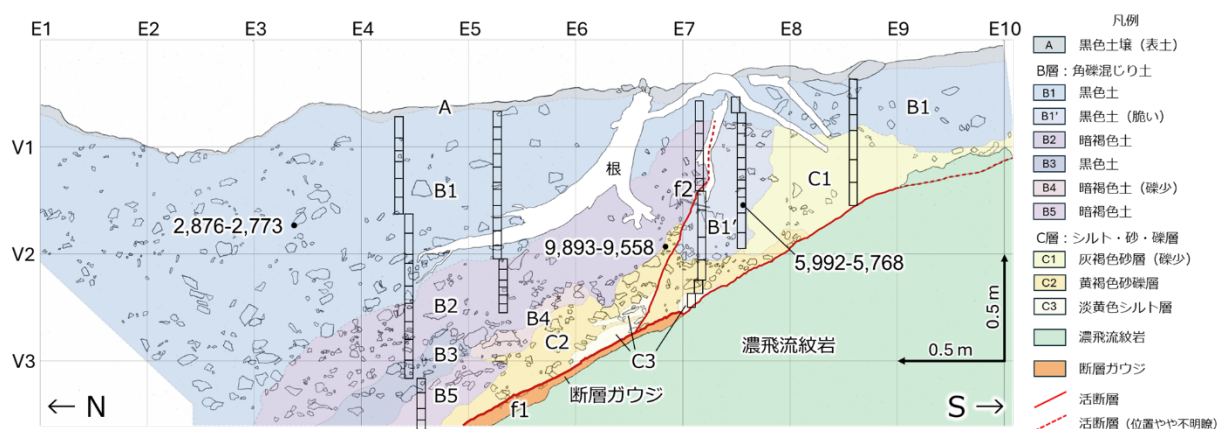 E1 E2 E3 E4 E5 E6 E7 E8 E9 E10
凡例
A 黒色土壌（表土）
B層：角礫混じり土
B1 黒色土
B1' 黒色土（脆い）
B2 暗褐色土
B3 黒色土
B4 暗褐色土（礫少）
B5 暗褐色土
C層：シルト・砂・礫層
C1 灰褐色砂層（礫少）
C2 黄褐色砂礫層
C3 淡黄色シルト層
濃飛流紋岩
断層ガウジ
活断層
活断層（位置やや不明瞭）
A
B1
V1
根
C1
B1
f2
B1'
2,876-2,773
9,893-9,558
5,992-5,768
V2
B2
B4
C2
C3
B3
濃飛流紋岩
0.5 m
0.5 m
V3
B5
断層ガウジ
f1
← N
S →